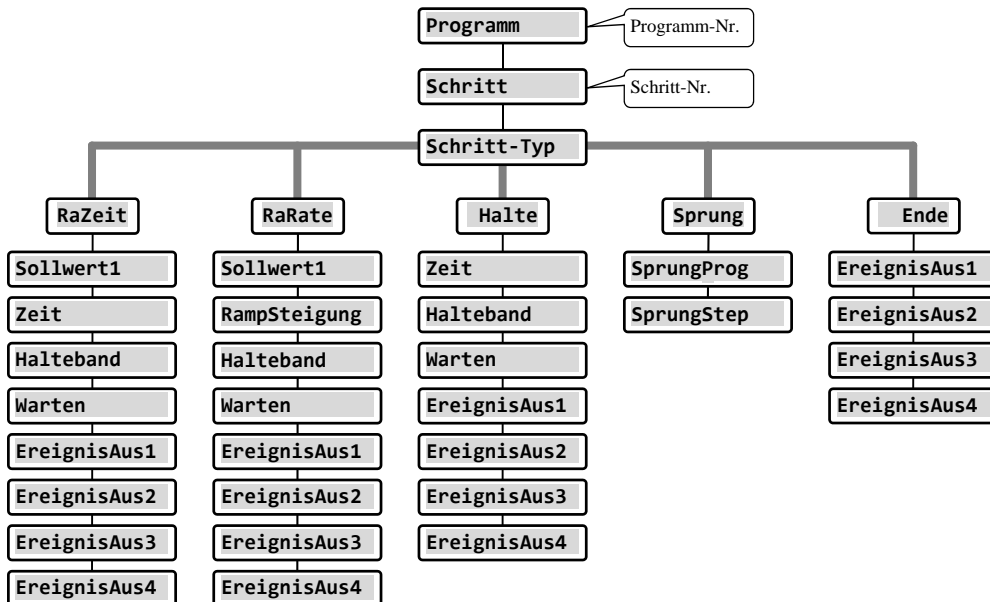 Programm
Programm-Nr.
Schritt
Schritt-Nr.
Schritt-Typ
RaZeit
Sollwert1
Zeit
Halteband
Warten
EreignisAus1
EreignisAus2
EreignisAus3
EreignisAus4
RaRate
Sollwert1
RampSteigung
Halteband
Warten
EreignisAus1
EreignisAus2
EreignisAus3
EreignisAus4
Halte
Zeit
Halteband
Warten
EreignisAus1
EreignisAus2
EreignisAus3
EreignisAus4
Sprung
SprungProg
SprungStep
Ende
EreignisAus1
EreignisAus2
EreignisAus3
EreignisAus4